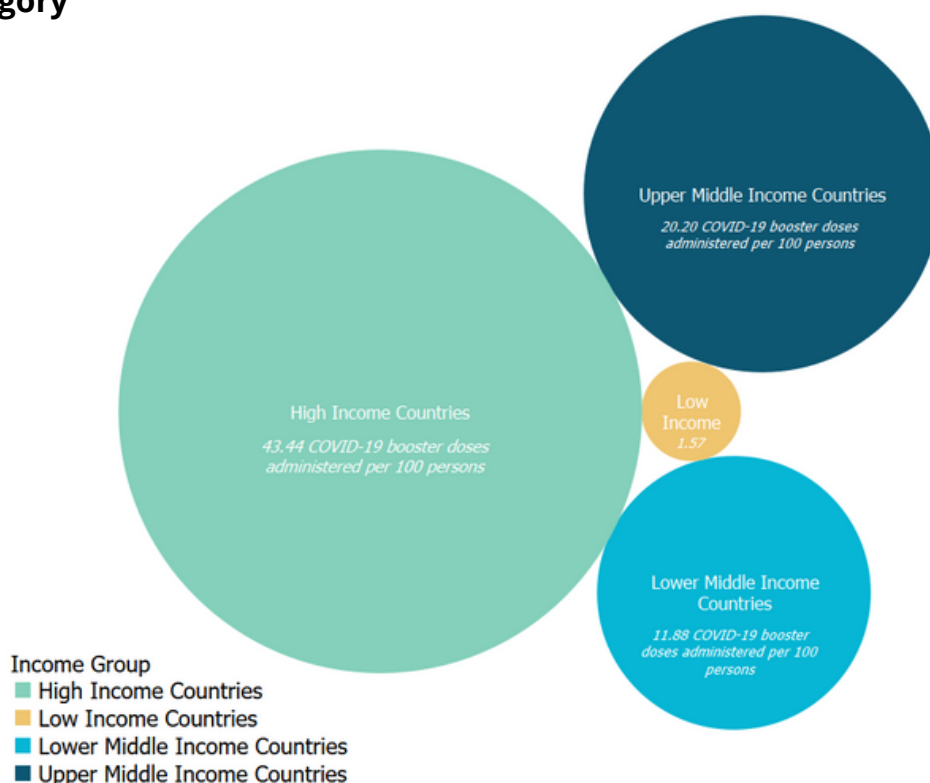 Upper Middle Income Countries
20.20 COVID-19 booster doses
administered per 100 persons
High Income Countries
43.44 COVID-19 booster doses
administered per 100 persons
Low
Income
1.57
Lower Middle Income
Countries
11.88 COVID-19 booster
doses administered per 100
persons
Income Group
High Income Countries
Low Income Countries
Lower Middle Income Countries
Upper Middle Income Countries